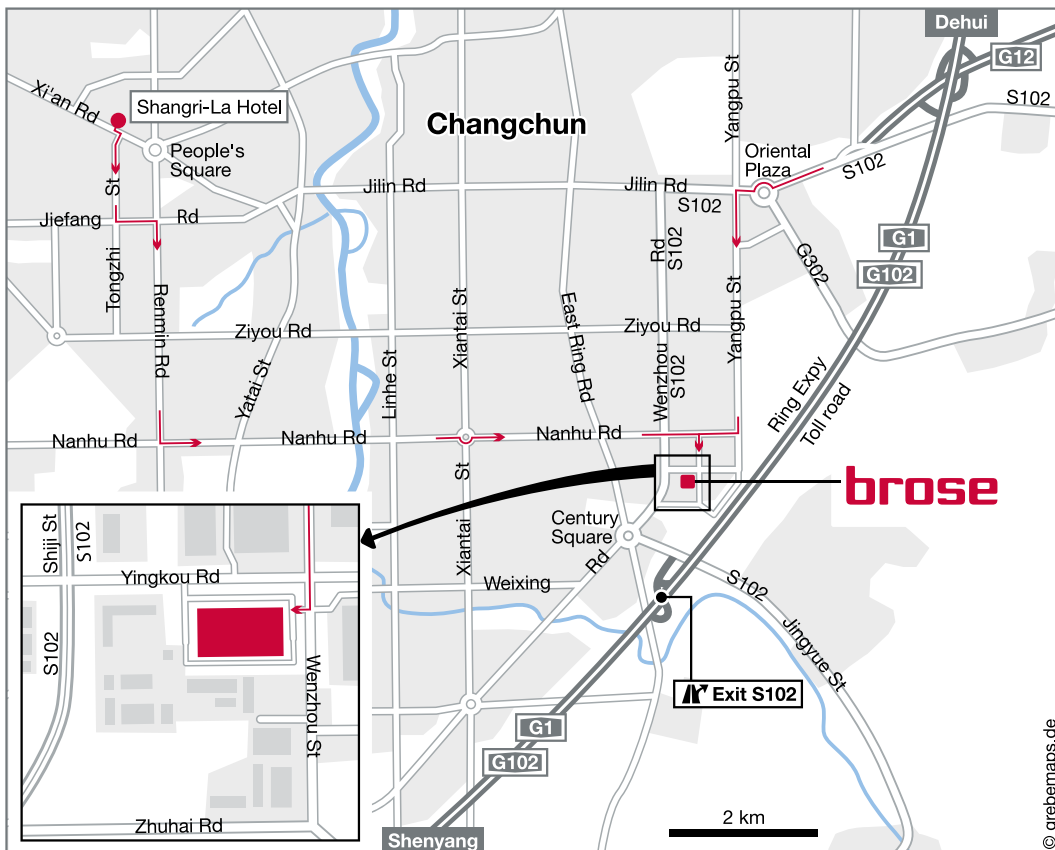 Dehui
G12
S102
Yangpu St
Xi'an Rd
Shangri-La Hotel
Changchun
People's
Square
Oriental
Plaza
S102
Jilin Rd
Jilin Rd
S102
St
Jiefang
Rd
Rd
S102
G302
G1
G102
Tongzhi
Renmin Rd
Xiantai St
East Ring Rd
Ziyou Rd
Ziyou Rd
Yangpu St
Yatai St
Linhe St
Wenzhou
S102
Ring Expy
Toll road
Nanhu Rd
Nanhu Rd
Nanhu Rd
St
Xiantai
brose
Century
Square
Rd
Weixing
S102
Jingyue St
Shiji St
S102
Yingkou Rd
S102
Wenzhou St
Zhuhai Rd
Exit S102
G1
G102
Shenyang
2 km
© grebemaps.de